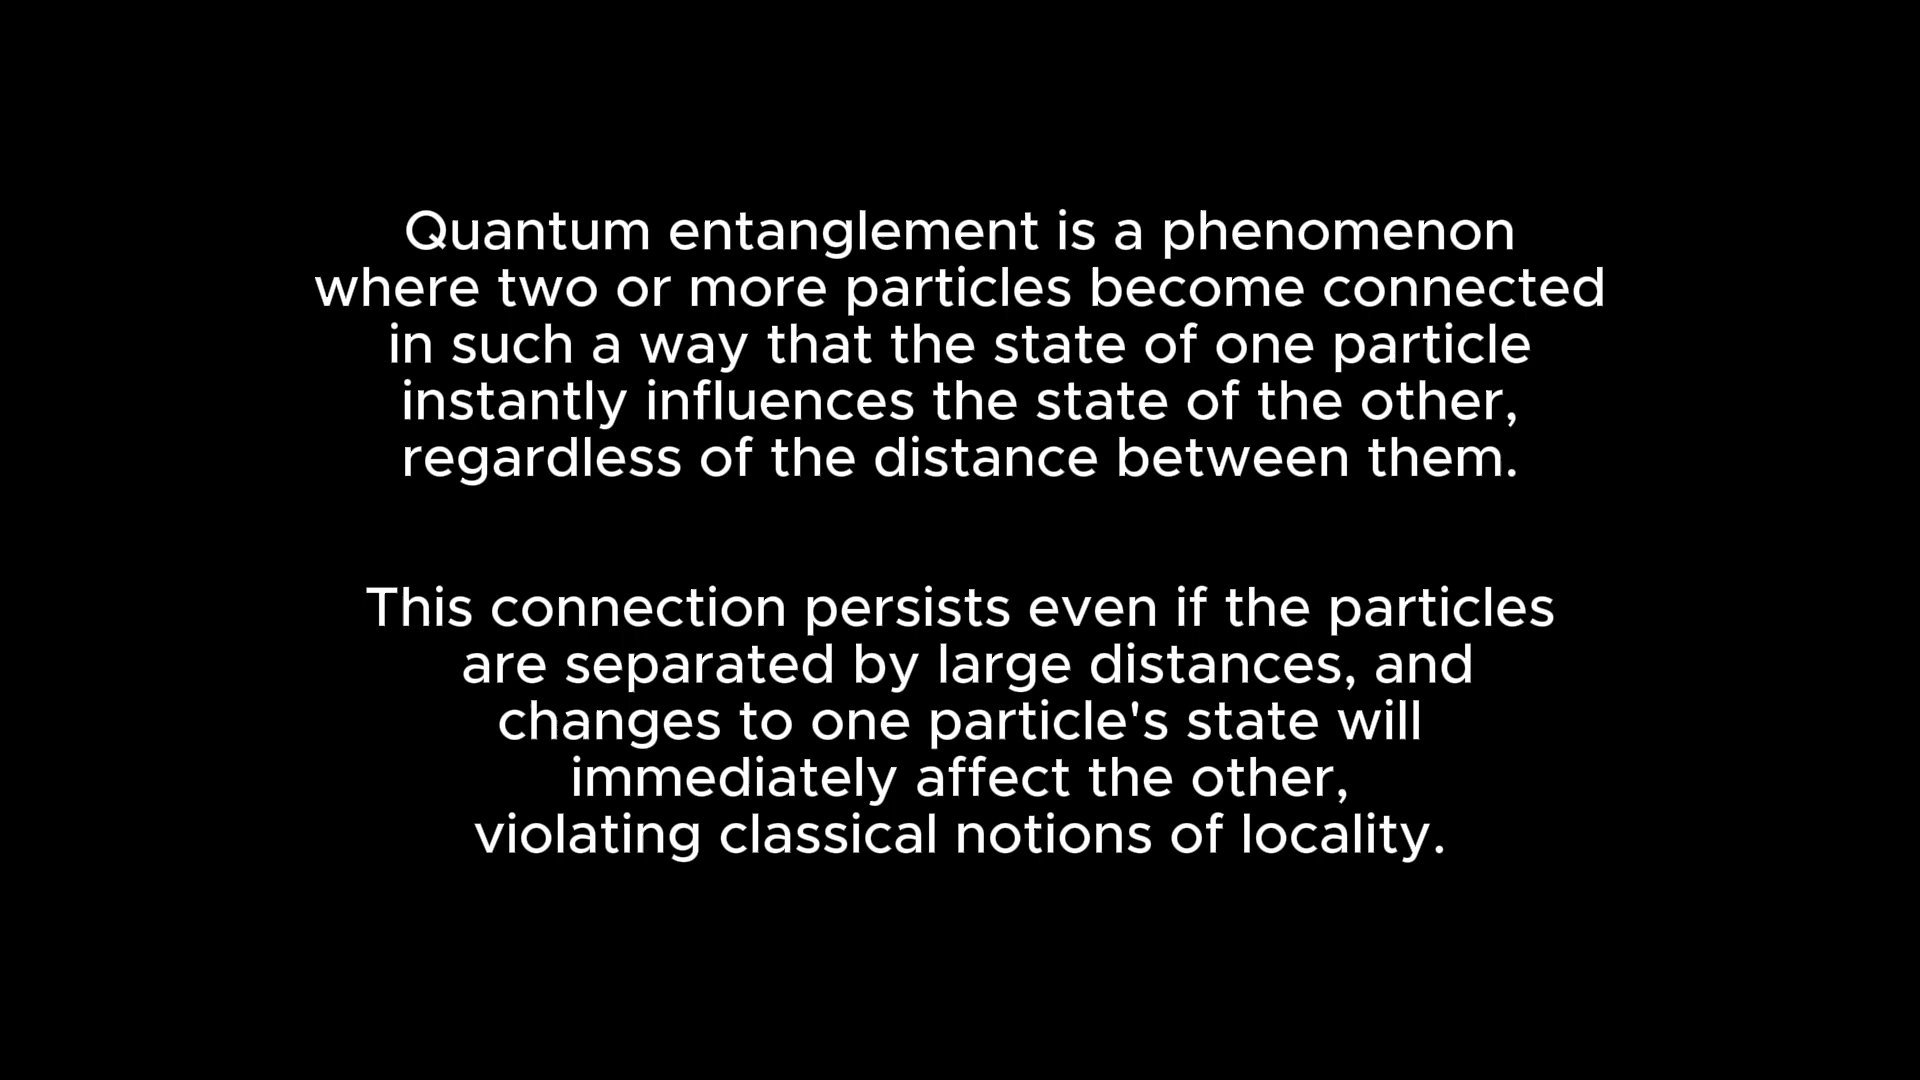 Quantum entanglement is a phenomenon
where two or more particles become connected
in such a way that the state of one particle
instantly influences the state of the other,
regardless of the distance between them.
This connection persists even if the particles
are separated by large distances, and
changes to one particle's state will
immediately affect the other,
violating classical notions of locality.